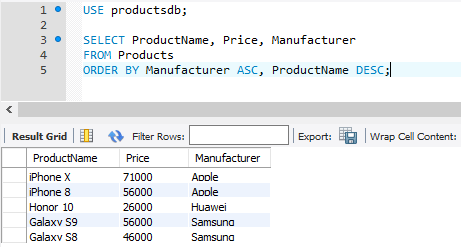 1 USE productsdb;
2
3 SELECT ProductName, Price, Manufacturer
4 FROM Products
5 ORDER BY Manufacturer ASC, ProductName DESC;
Result Grid Filter Rows: Export: Wrap Cell Content:
ProductName Price Manufacturer
iPhone X 71000 Apple
iPhone 8 56000 Apple
Honor 10 26000 Huawei
Galaxy S9 56000 Samsung
Galaxy S8 46000 Samsung